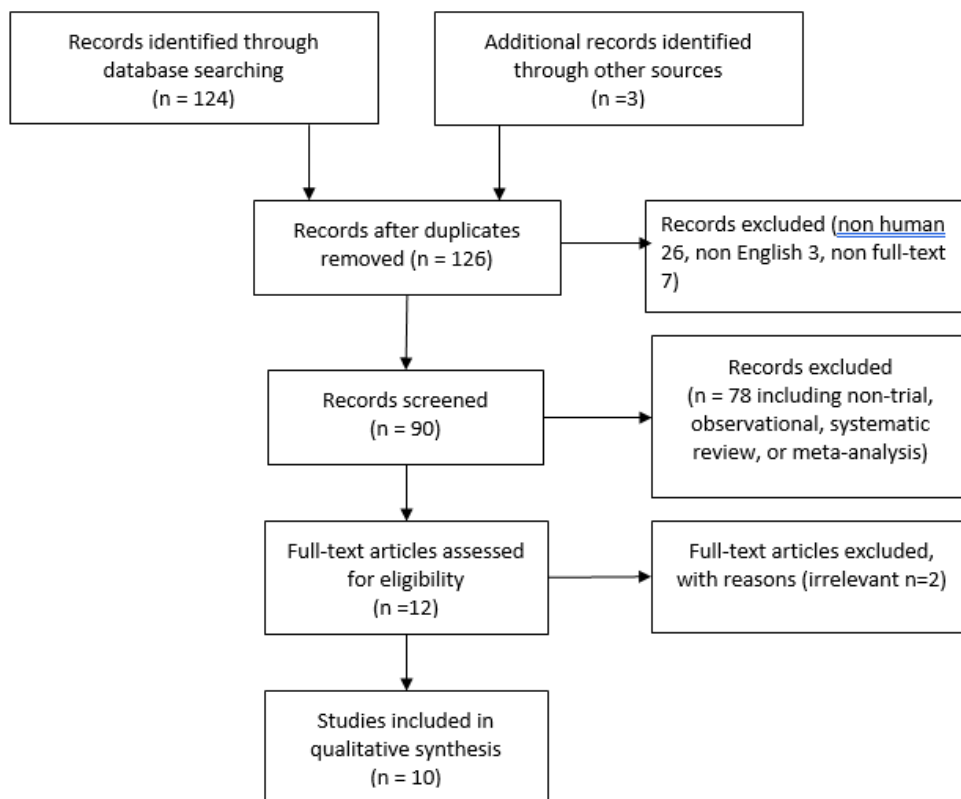 Records identified through
database searching
(n = 124)
Additional records identified
through other sources
(n =3)
Records after duplicates
removed (n = 126)
Records excluded (non human
26, non English 3, non full-text
7)
Records screened
(n = 90)
Records excluded
(n = 78 including non-trial,
observational, systematic
review, or meta-analysis)
Full-text articles assessed
for eligibility
(n =12)
Full-text articles excluded,
with reasons (irrelevant n=2)
Studies included in
qualitative synthesis
(n = 10)